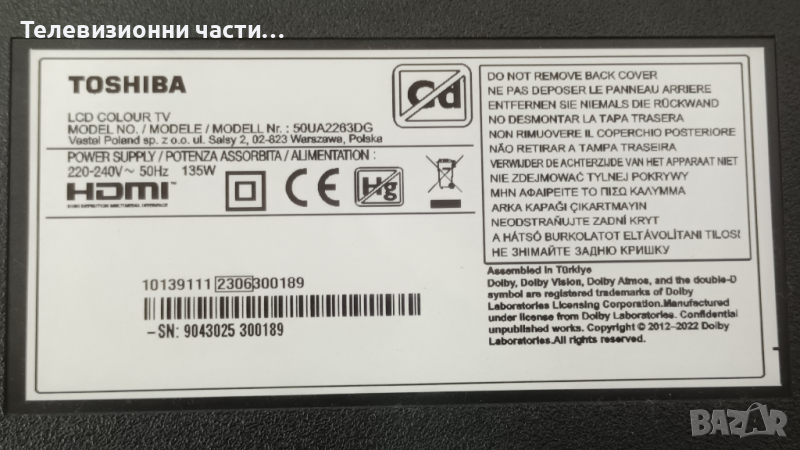 Телевизионни части...
TOSHIBA
LCD COLOUR TV
MODEL NO. / MODELE / MODELL Nr. : 50UA2263DG
Vestel Poland sp. z o.o. ul. Salsy 2, 02-823 Warszawa, Polska
POWER SUPPLY / POTENZA ASSORBITA / ALIMENTATION :
220-240V~ 50Hz 135W
HDMI
CE
Hg
Cd
DO NOT REMOVE BACK COVER
NE PAS DEPOSER LE PANNEAU ARRIERE
ENTFERNEN SIE NIEMALS DIE RÜCKWAND
NO DESMONTAR LA TAPA TRASERA
NON RIMUOVERE IL COPERCHIO POSTERIORE
NÃO RETIRAR A TAMPA TRASEIRA
VERWIJDER DE ACHTERZIJDE VAN HET APPARAAT NIET
NIE ZDEJMOWAĆ TYLNEJ POKRYWY
ΜΗΝ ΑΦΑΙΡΕΙΤΕ ΤΟ ΠΙΣΩ ΚΑΛΥΜΜΑ
ARKA KAPAĞI ÇIKARTMAYIN
NEODSTRAŇUJTE ZADNÍ KRYT
A HÁTSÓ BURKOLATOT ELTÁVOLÍTANI TILOS!
НЕ ЗНІМАЙТЕ ЗАДНЮ КРИШКУ
Assembled in Türkiye
Dolby, Dolby Vision, Dolby Atmos, and the double-D
symbol are registered trademarks of Dolby
Laboratories Licensing Corporation.Manufactured
under license from Dolby Laboratories. Confidential
unpublished works. Copyright © 2012-2022 Dolby
Laboratories.All rights reserved.
10139111 2306300189
-SN: 9043025 300189
BAZAR